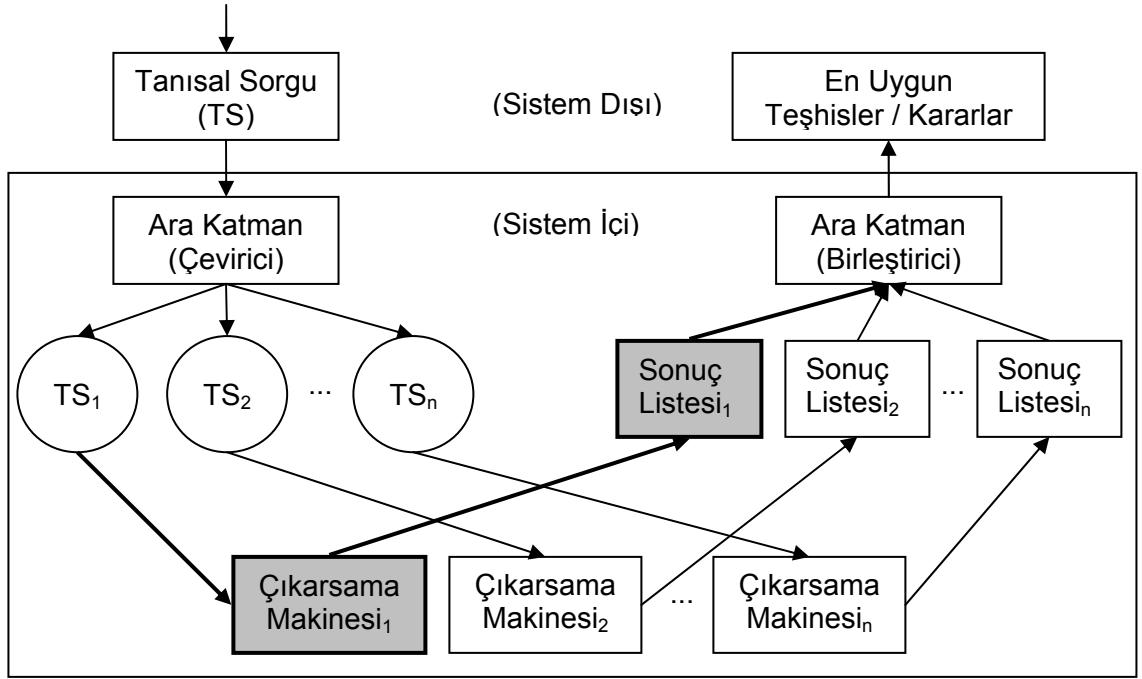 Tanısal Sorgu
(TS)
(Sistem Dışı)
En Uygun
Teşhisler / Kararlar
Ara Katman
(Çevirici)
(Sistem İçi)
Ara Katman
(Birleştirici)
TS₁
TS₂
...
TSₙ
Sonuç
Listesi₁
Sonuç
Listesi₂
...
Sonuç
Listesiₙ
Çıkarsama
Makinesi₁
Çıkarsama
Makinesi₂
...
Çıkarsama
Makinesiₙ